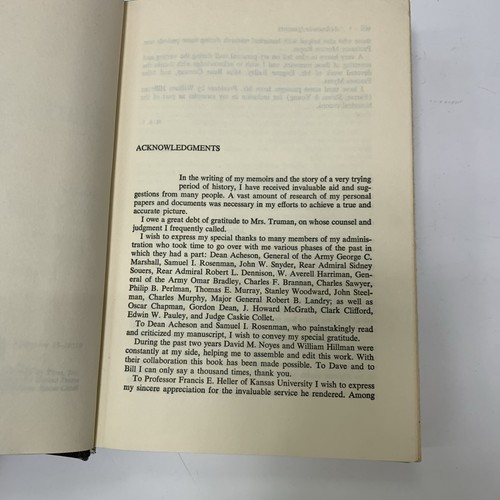 ACKNOWLEDGMENTS
In the writing of my memoirs and the story of a very trying
period of history, I have received invaluable aid and sug-
gestions from many people. A vast amount of research of my personal
papers and documents was necessary in my efforts to achieve a true and
accurate picture.
I owe a great debt of gratitude to Mrs. Truman, on whose counsel and
judgment I frequently called.
I wish to express my special thanks to many members of my adminis-
tration who took time to go over with me various phases of the past in
which they had a part: Dean Acheson, General of the Army George C.
Marshall, Samuel I. Rosenman, John W. Snyder, Rear Admiral Sidney
Souers, Rear Admiral Robert L. Dennison, W. Averell Harriman, Gen-
eral of the Army Omar Bradley, Charles F. Brannan, Charles Sawyer,
Philip B. Perlman, Thomas E. Murray, Stanley Woodward, John Steel-
man, Charles Murphy, Major General Robert B. Landry; as well as
Oscar Chapman, Gordon Dean, J. Howard McGrath, Clark Clifford,
Edwin W. Pauley, and Judge Caskie Collet.
To Dean Acheson and Samuel I. Rosenman, who painstakingly read
and criticized my manuscript, I wish to convey my special gratitude.
During the past two years David M. Noyes and William Hillman were
constantly at my side, helping me to assemble and edit this work. With
their collaboration this book has been made possible. To Dave and to
Bill I can only say a thousand times, thank you.
To Professor Francis E. Heller of Kansas University I wish to express
my sincere appreciation for the invaluable service he rendered. Among